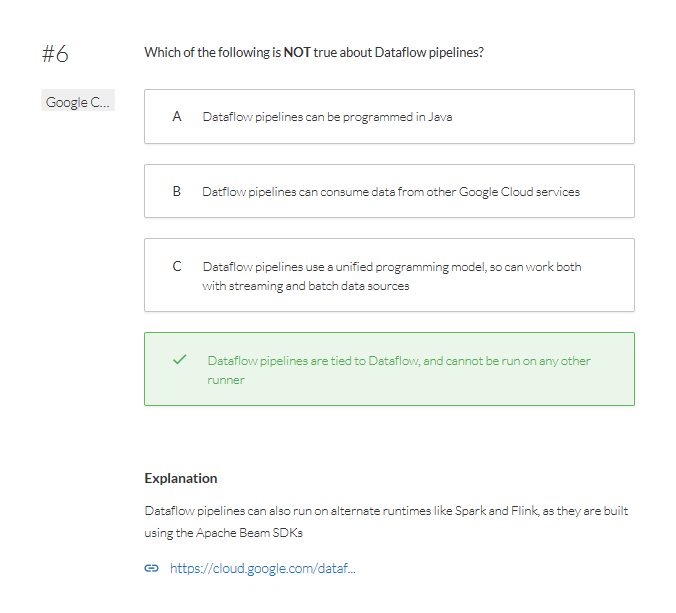 #6
Which of the following is NOT true about Dataflow pipelines?
Google C...
A Dataflow pipelines can be programmed in Java
B Datflow pipelines can consume data from other Google Cloud services
C Dataflow pipelines use a unified programming model, so can work both
with streaming and batch data sources
Dataflow pipelines are tied to Dataflow, and cannot be run on any other
runner
Explanation
Dataflow pipelines can also run on alternate runtimes like Spark and Flink, as they are built
using the Apache Beam SDKs
https://cloud.google.com/dataf...